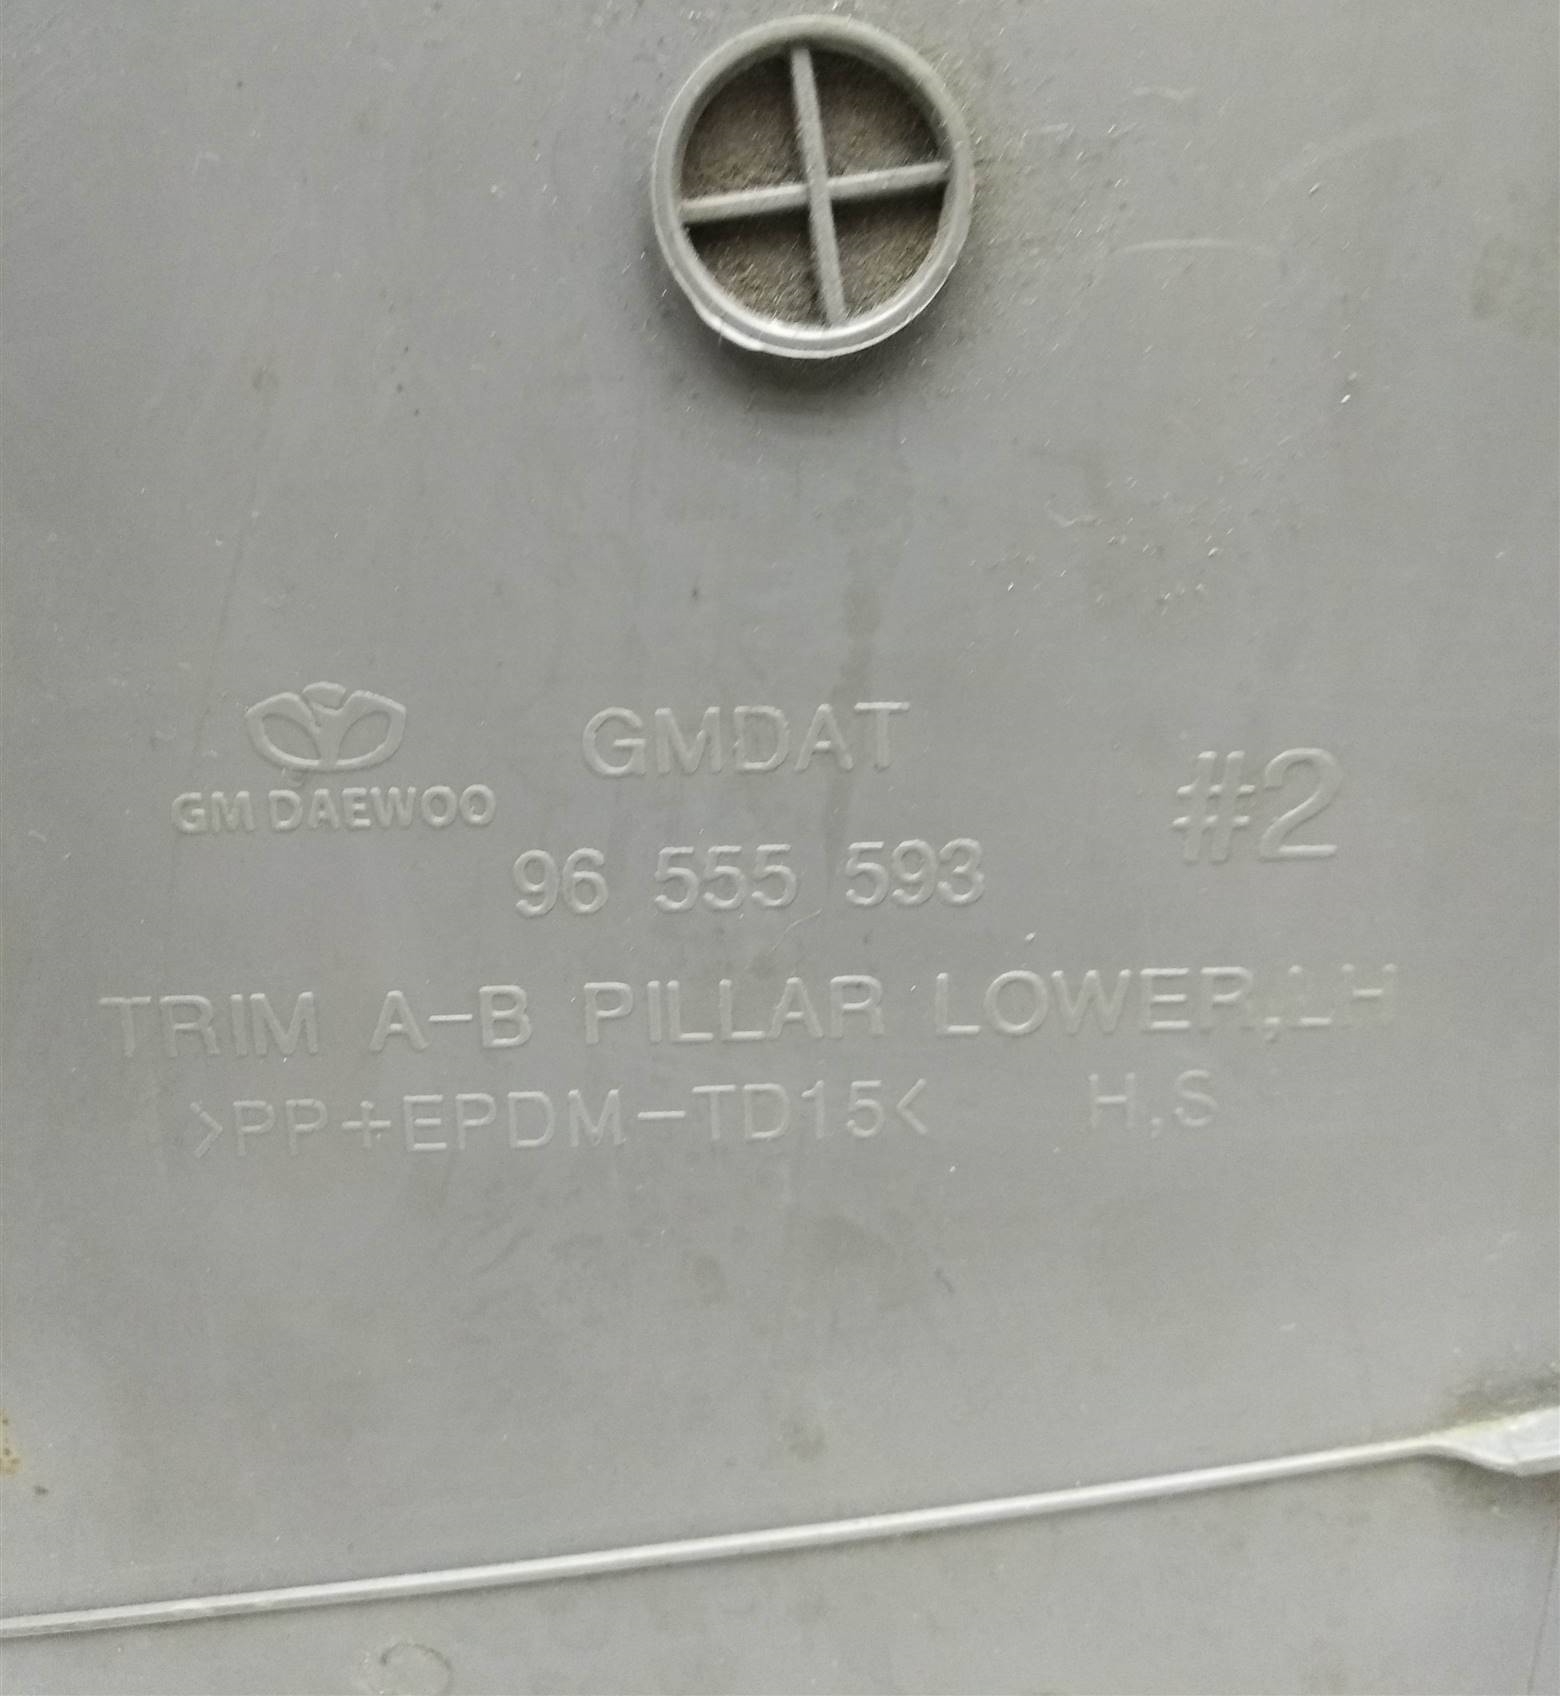 GM DAEWOO
GMDAT
#2
96 555 593
TRIM A-B PILLAR LOWER,LH
>PP+EPDM-TD15<
H,S